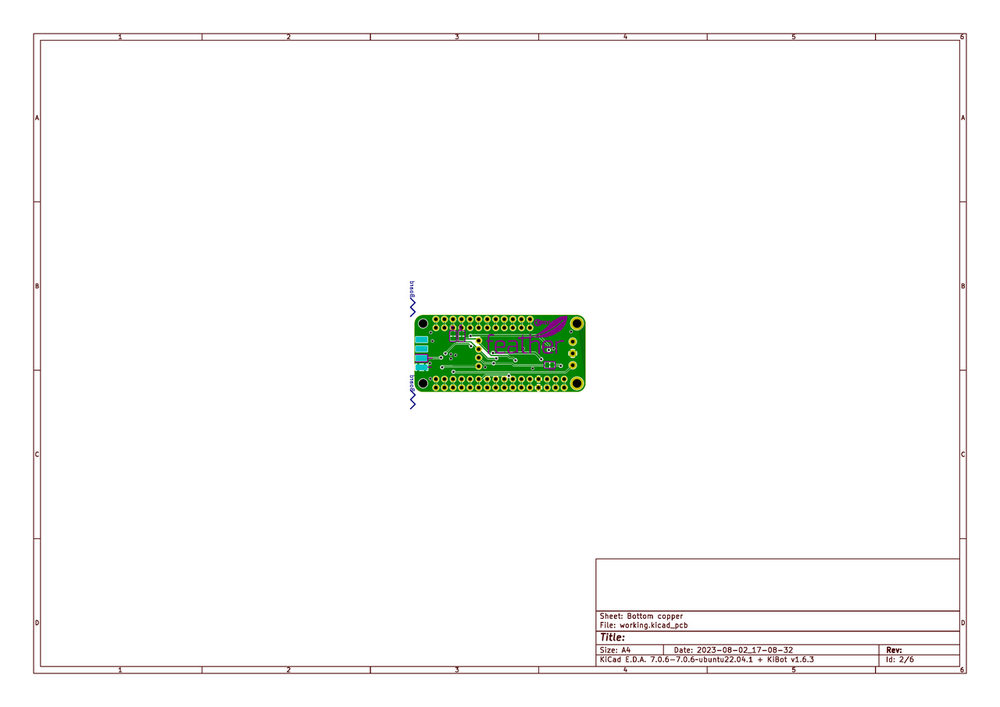 1 2 3 4 5 6
A A
B B
Board
feather
Board
C C
Sheet: Bottom copper
File: working.kicad_pcb
D D
Title:
Size: A4 Date: 2023-08-02_17-08-32 Rev:
KiCad E.D.A. 7.0.6-7.0.6-ubuntu22.04.1 + KiBot v1.6.3 Id: 2/6
1 2 3 4 5 6